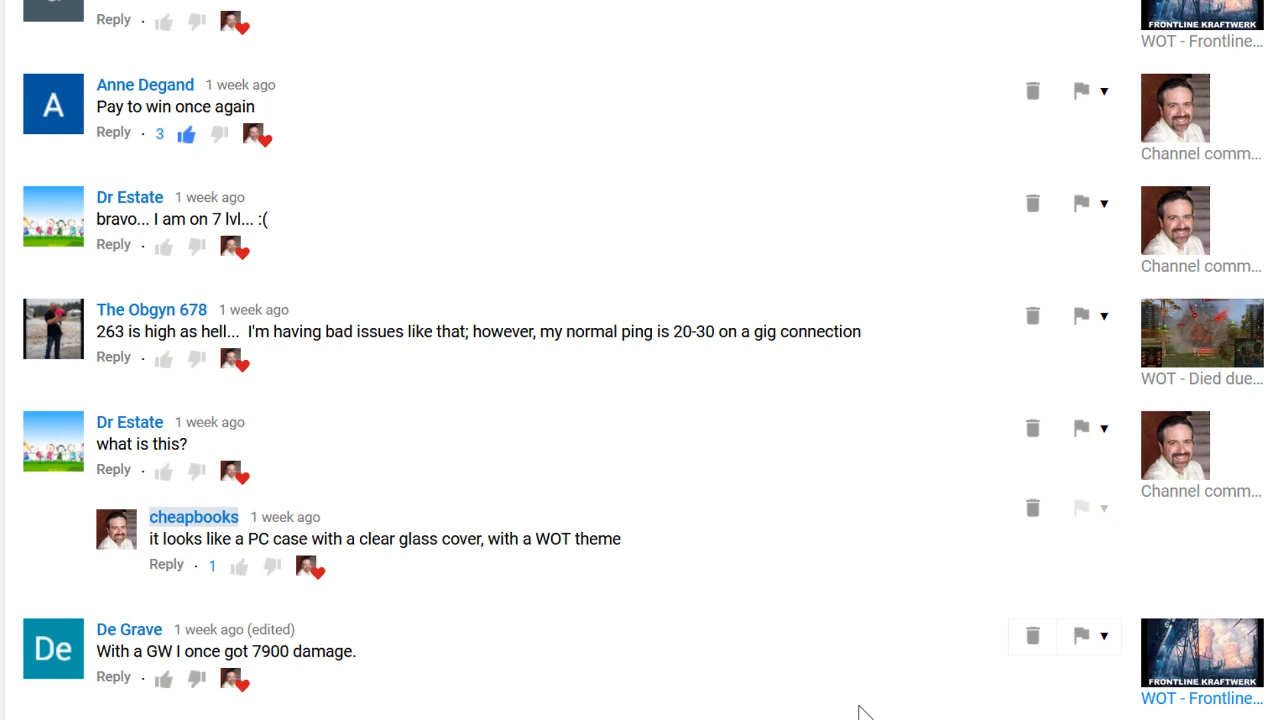 Reply ·
FRONTLINE KRAFTWERK
WOT - Frontline...
A
Anne Degand 1 week ago
Pay to win once again
Reply · 3
Channel comm...
Dr Estate 1 week ago
bravo... I am on 7 lvl... :(
Reply ·
Channel comm...
The Obgyn 678 1 week ago
263 is high as hell... I'm having bad issues like that; however, my normal ping is 20-30 on a gig connection
Reply ·
WOT - Died due...
Dr Estate 1 week ago
what is this?
Reply ·
Channel comm...
cheapbooks 1 week ago
it looks like a PC case with a clear glass cover, with a WOT theme
Reply · 1
De
De Grave 1 week ago (edited)
With a GW I once got 7900 damage.
Reply ·
FRONTLINE KRAFTWERK
WOT - Frontline...